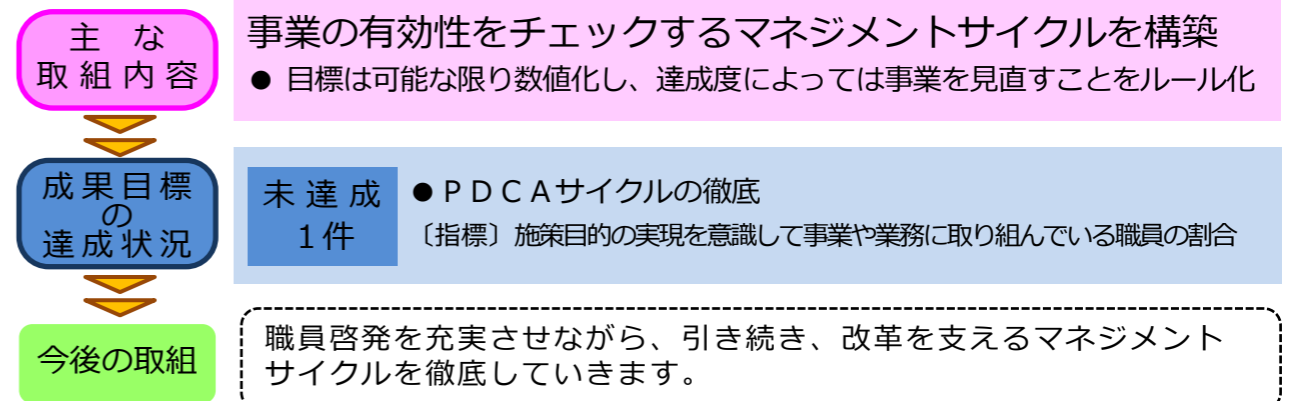 主な
取組内容
事業の有効性をチェックするマネジメントサイクルを構築
● 目標は可能な限り数値化し、達成度によっては事業を見直すことをルール化
成果目標
の
達成状況
未達成
1件
●ＰＤＣＡサイクルの徹底
〔指標〕施策目的の実現を意識して事業や業務に取り組んでいる職員の割合
今後の取組
職員啓発を充実させながら、引き続き、改革を支えるマネジメント
サイクルを徹底していきます。